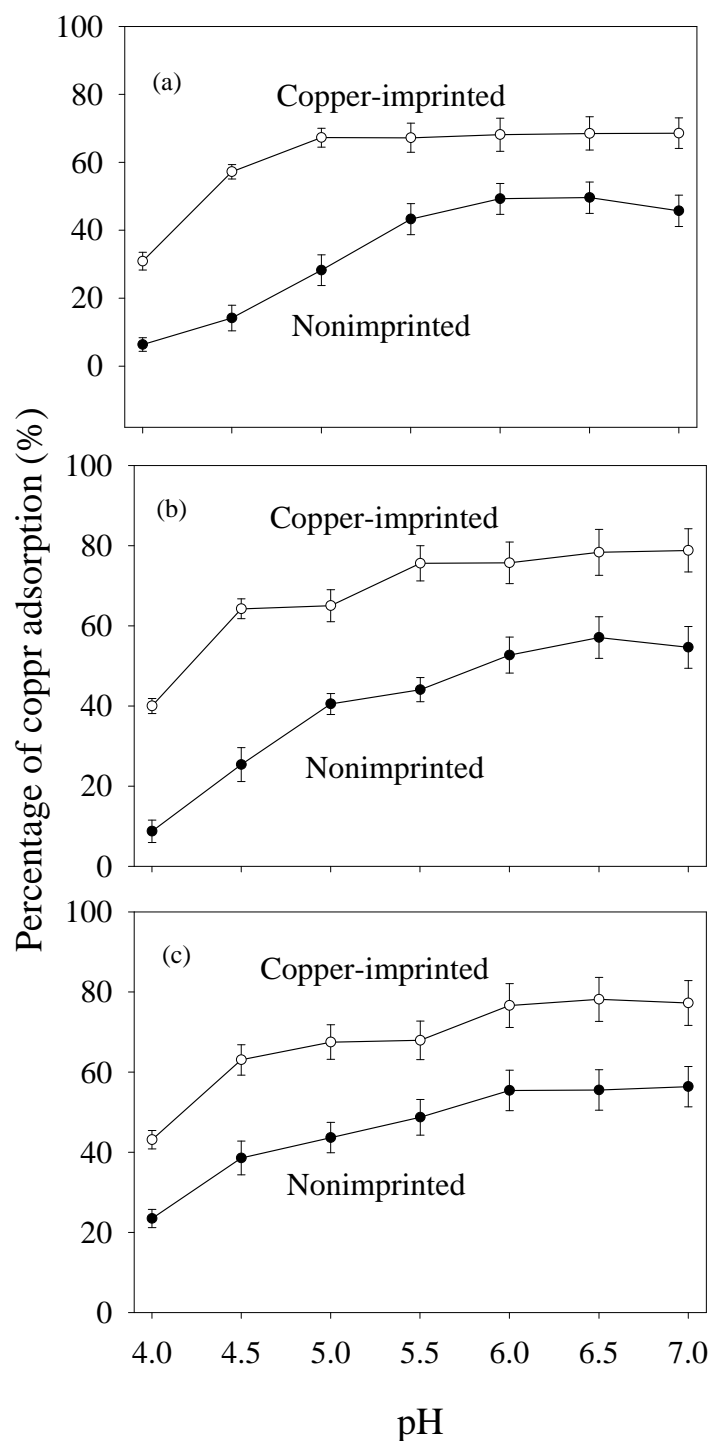 100
(a)
Copper-imprinted
80
60
40
20
Nonimprinted
0
Percentage of coppr adsorption (%)
100
(b)
Copper-imprinted
80
60
40
Nonimprinted
20
0
100
(c)
Copper-imprinted
80
60
40
Nonimprinted
20
0
4.0 4.5 5.0 5.5 6.0 6.5 7.0
pH